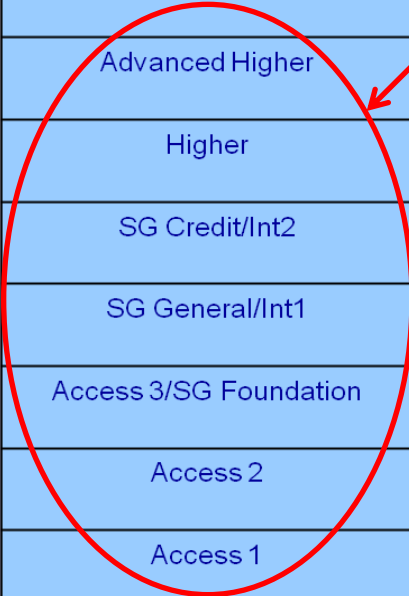 Advanced Higher
Higher
SG Credit/Int2
SG General/Int1
Access 3/SG Foundation
Access 2
Access 1